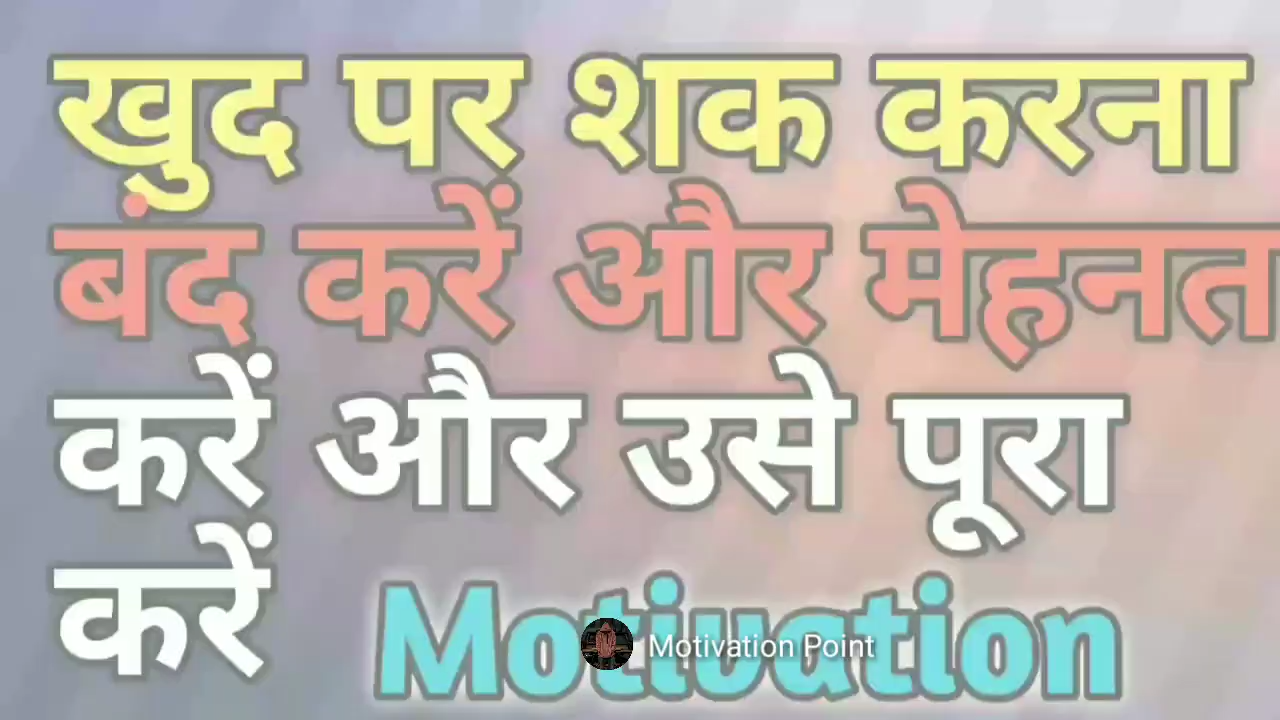 खुद पर शक करना
बंद करें और मेहनत
करें और उसे पूरा
करें
Motivation
Motivation Point